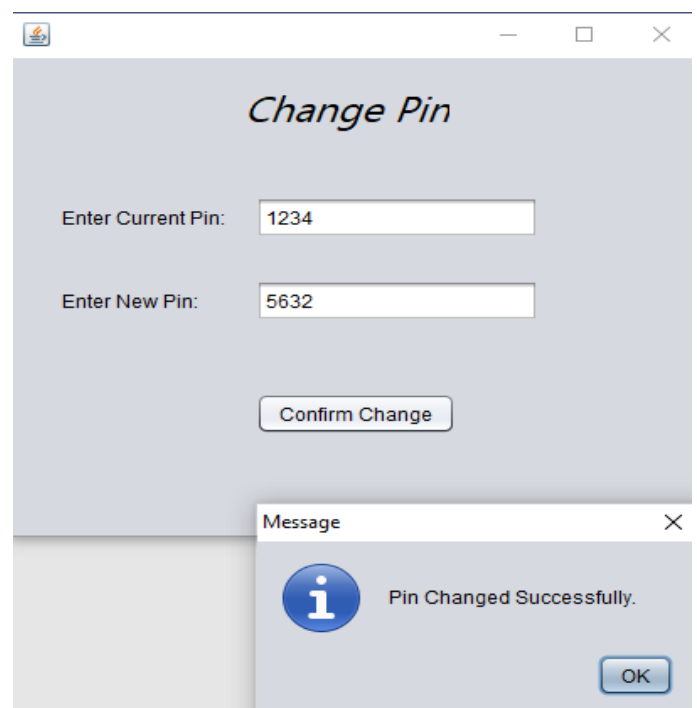 Change Pin
Enter Current Pin: 1234
Enter New Pin: 5632
Confirm Change
Message
Pin Changed Successfully.
OK